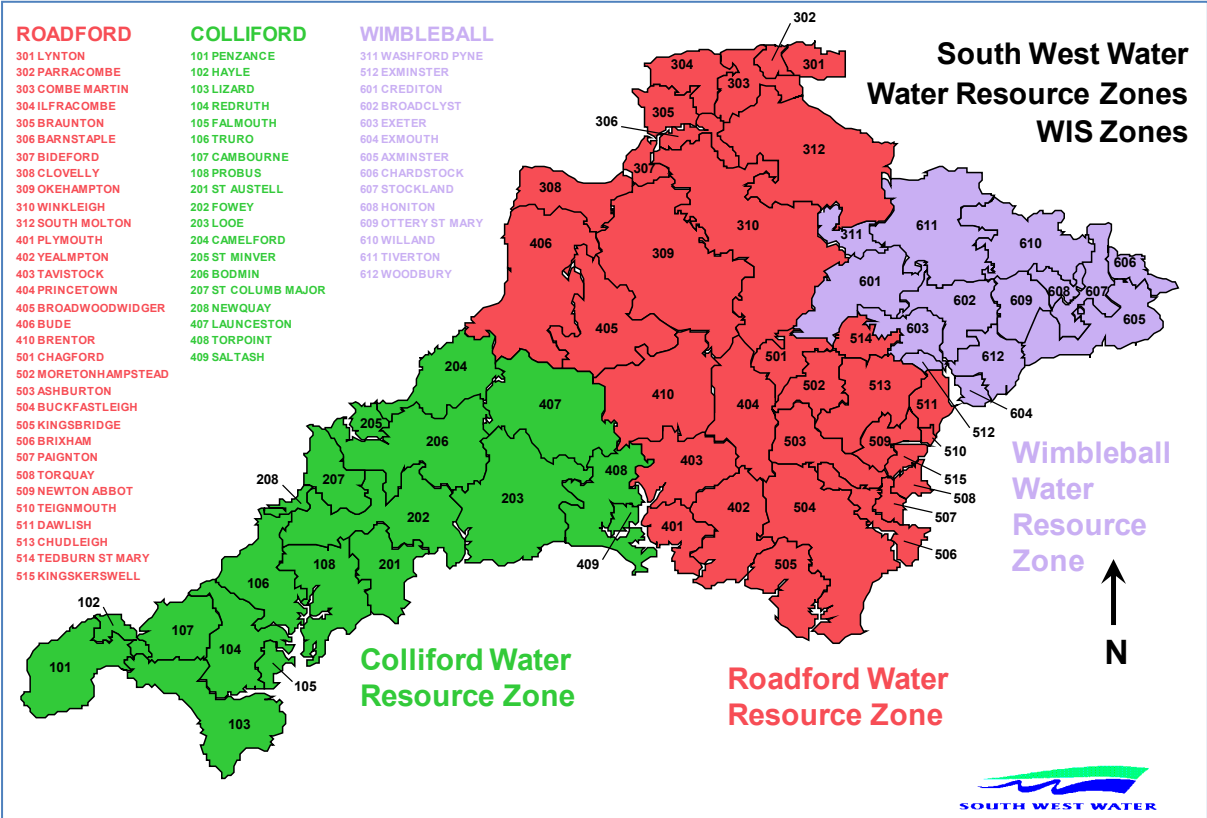 ROADFORD
301 LYNTON
302 PARRACOMBE
303 COMBE MARTIN
304 ILFRACOMBE
305 BRAUNTON
306 BARNSTAPLE
307 BIDEFORD
308 CLOVELLY
309 OKEHAMPTON
310 WINKLEIGH
312 SOUTH MOLTON
401 PLYMOUTH
402 YEALMPTON
403 TAVISTOCK
404 PRINCETOWN
405 BROADWOODWIDGER
406 BUDE
410 BRENTOR
501 CHAGFORD
502 MORETONHAMPSTEAD
503 ASHBURTON
504 BUCKFASTLEIGH
505 KINGSBRIDGE
506 BRIXHAM
507 PAIGNTON
508 TORQUAY
509 NEWTON ABBOT
510 TEIGNMOUTH
511 DAWLISH
513 CHUDLEIGH
514 TEDBURN ST MARY
515 KINGSKERSWELL
COLLIFORD
101 PENZANCE
102 HAYLE
103 LIZARD
104 REDRUTH
105 FALMOUTH
106 TRURO
107 CAMBOURNE
108 PROBUS
201 ST AUSTELL
202 FOWEY
203 LOOE
204 CAMELFORD
205 ST MINVER
206 BODMIN
207 ST COLUMB MAJOR
208 NEWQUAY
407 LAUNCESTON
408 TORPOINT
409 SALTASH
WIMBLEBALL
311 WASHFORD PYNE
512 EXMINSTER
601 CREDITON
602 BROADCLYST
603 EXETER
604 EXMOUTH
605 AXMINSTER
606 CHARDSTOCK
607 STOCKLAND
608 HONITON
609 OTTERY ST MARY
610 WILLAND
611 TIVERTON
612 WOODBURY
South West Water
Water Resource Zones
WIS Zones
302
304
303
301
305
306
312
307
308
406
310
309
311
611
610
606
601
608
607
602
609
605
405
603
514
501
612
204
502
513
410
404
407
511
604
512
205
206
503
509
510
403
408
515
208
207
203
508
402
504
507
202
401
506
409
108
201
505
106
102
107
104
101
105
103
Wimbleball
Water
Resource
Zone
N
Colliford Water
Resource Zone
Roadford Water
Resource Zone
SOUTH WEST WATER